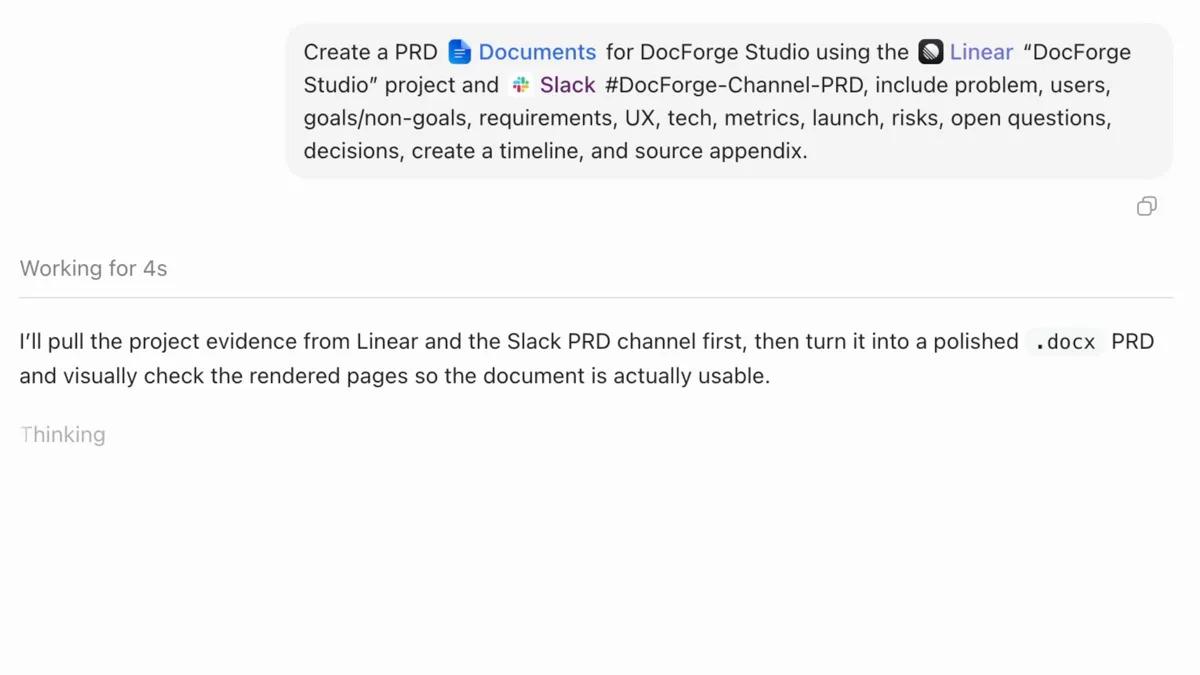 Create a PRD Documents for DocForge Studio using the Linear “DocForge
Studio” project and Slack #DocForge-Channel-PRD, include problem, users,
goals/non-goals, requirements, UX, tech, metrics, launch, risks, open questions,
decisions, create a timeline, and source appendix.
Working for 4s
I’ll pull the project evidence from Linear and the Slack PRD channel first, then turn it into a polished .docx PRD
and visually check the rendered pages so the document is actually usable.
Thinking